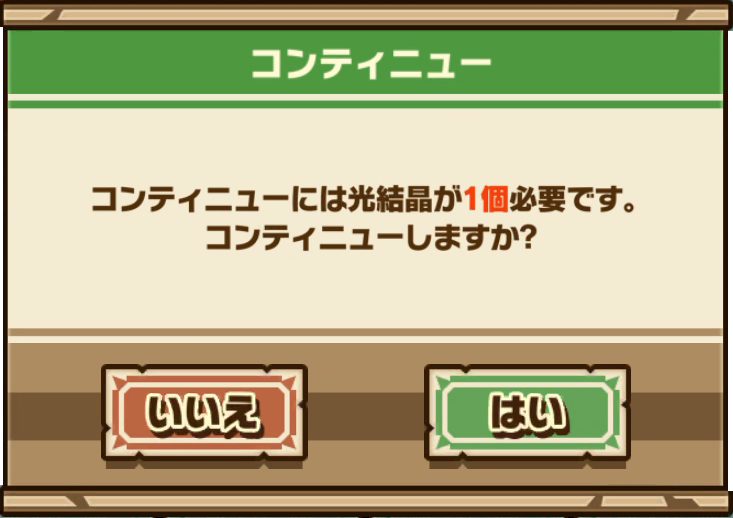 コンティニュー
コンティニューには光結晶が1個必要です。
コンティニューしますか?
いいえ
はい